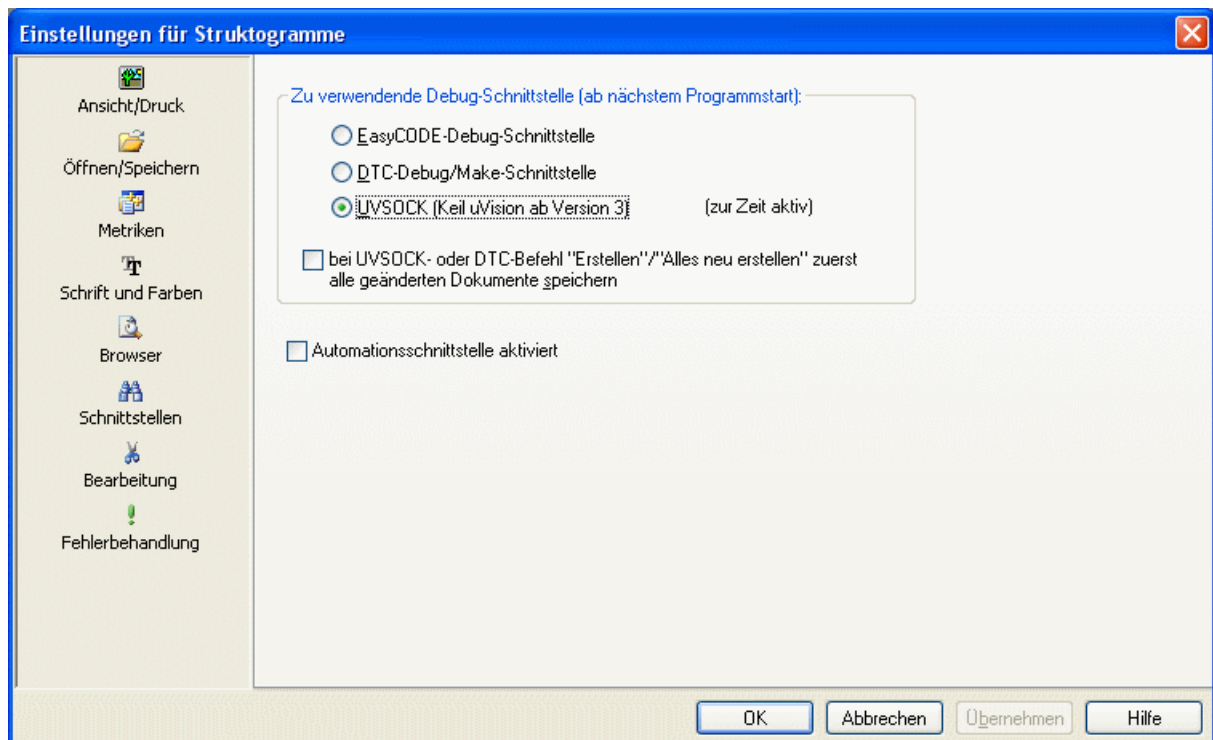 Einstellungen für Struktogramme
Ansicht/Druck
Öffnen/Speichern
Metriken
Schrift und Farben
Browser
Schnittstellen
Bearbeitung
Fehlerbehandlung
Zu verwendende Debug-Schnittstelle (ab nächstem Programmstart):
EasyCODE-Debug-Schnittstelle
DTC-Debug/Make-Schnittstelle
UVSOCK (Keil uVision ab Version 3) (zur Zeit aktiv)
bei UVSOCK- oder DTC-Befehl "Erstellen"/"Alles neu erstellen" zuerst
alle geänderten Dokumente speichern
Automationsschnittstelle aktiviert
OK Abbrechen Übernehmen Hilfe